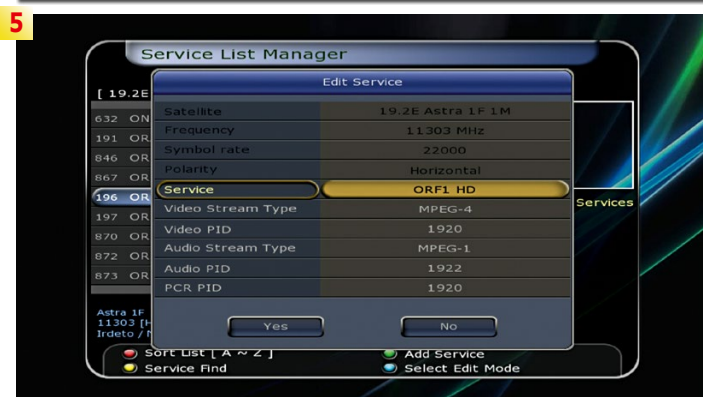 5
Service List Manager
Edit Service
[ 19.2E
Satellite 19.2E Astra 1F 1M
632 ON
Frequency 11303 MHz
191 OR
Symbol rate 22000
846 OR
Polarity Horizontal
867 OR
Service ORF1 HD
196 OR
Services
Video Stream Type MPEG-4
197 OR
Video PID 1920
870 OR
Audio Stream Type MPEG-1
872 OR
Audio PID 1922
873 OR
PCR PID 1920
Astra 1F
11303 [H
Irdeto /
Yes No
Sort List [ A ~ Z ] Add Service
Service Find Select Edit Mode